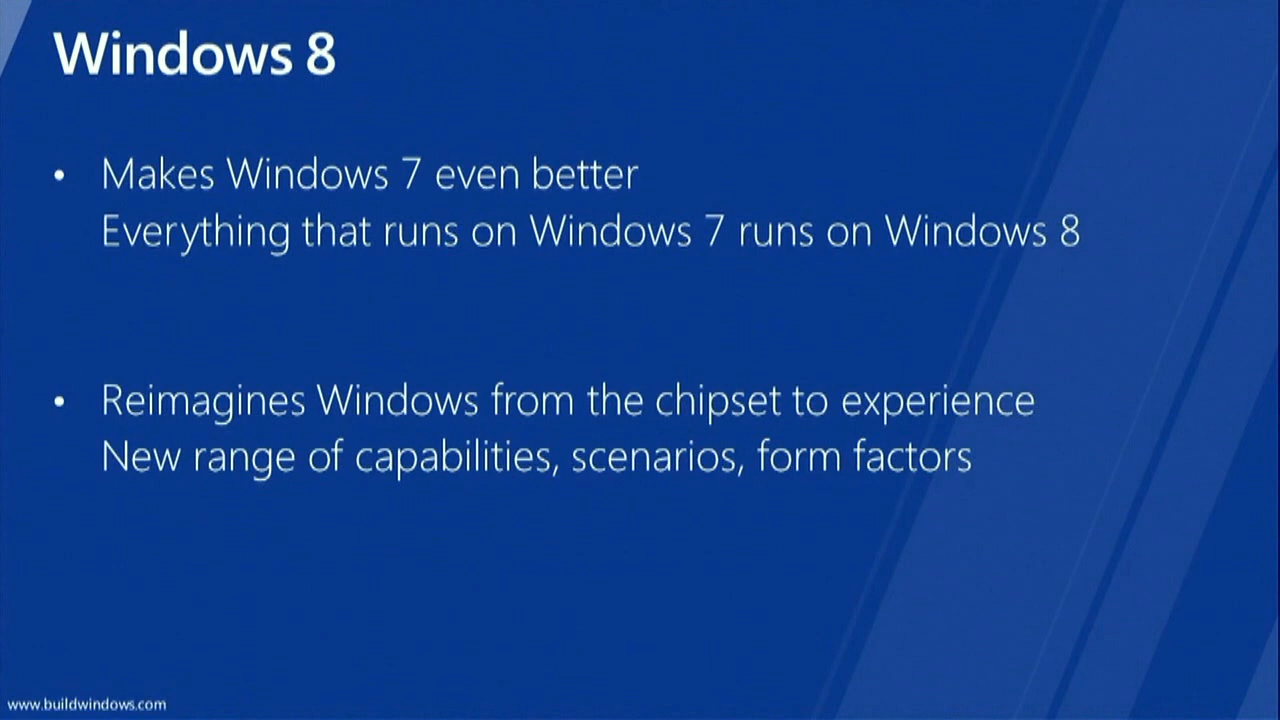 Windows 8
• Makes Windows 7 even better
Everything that runs on Windows 7 runs on Windows 8
• Reimagines Windows from the chipset to experience
New range of capabilities, scenarios, form factors
www.buildwindows.com